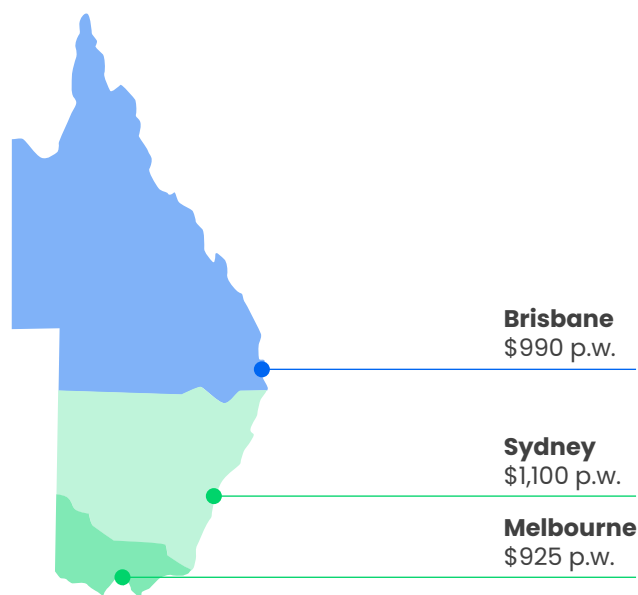 Brisbane
$990 p.w.
Sydney
$1,100 p.w.
Melbourne
$925 p.w.